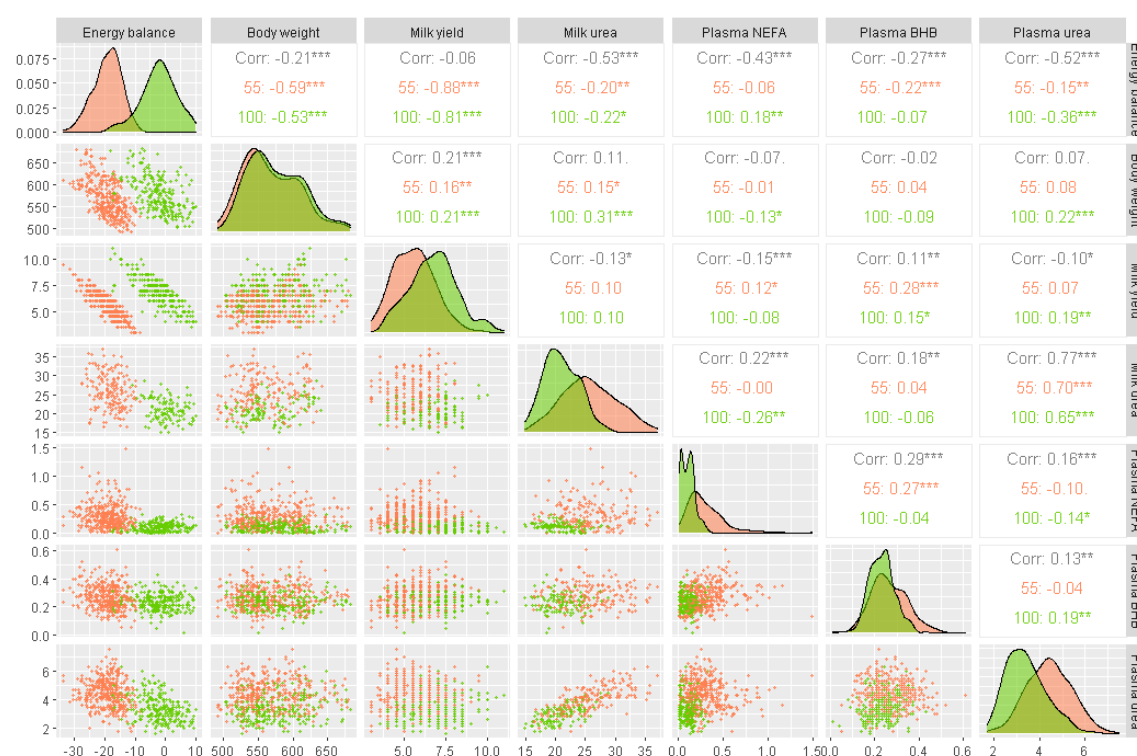 Energy balance Body weight Milk yield Milk urea Plasma NEFA Plasma BHB Plasma urea
0.075 Corr: -0.21*** Corr: -0.06 Corr: -0.53*** Corr: -0.43*** Corr: -0.27*** Corr: -0.52*** Energy balance
0.050 55: -0.59*** 55: -0.88*** 55: -0.20** 55: -0.06 55: -0.22*** 55: -0.15**
0.025 100: -0.53*** 100: -0.81*** 100: -0.22* 100: 0.18** 100: -0.07 100: -0.36***
0.000
650 Corr: 0.21*** Corr: 0.11. Corr: -0.07. Corr: -0.02 Corr: 0.07. Body weight
600 55: 0.16** 55: 0.15* 55: -0.01 55: 0.04 55: 0.08
550 100: 0.21*** 100: 0.31*** 100: -0.13* 100: -0.09 100: 0.22***
500
10.0 Corr: -0.13* Corr: -0.15*** Corr: 0.11** Corr: -0.10* Milk yield
7.5 55: 0.10 55: 0.12* 55: 0.28*** 55: 0.07
5.0 100: 0.10 100: -0.08 100: 0.15* 100: 0.19**
35 Corr: 0.22*** Corr: 0.18** Corr: 0.77*** Milk urea
30 55: -0.00 55: 0.04 55: 0.70***
25
20 100: -0.26** 100: -0.06 100: 0.65***
15
1.5 Corr: 0.29*** Corr: 0.16*** Plasma NEFA
1.0 55: 0.27*** 55: -0.10.
0.5 100: -0.04 100: -0.14*
0.0
0.6 Corr: 0.13** Plasma BHB
0.4 55: -0.04
0.2 100: 0.19**
0.0
6 Plasma urea
4
2
-30 -20 -10 0 10 500 550 600 650 5.0 7.5 10.0 15 20 25 30 35 0.0 0.5 1.0 1.5 0.0 0.2 0.4 0.6 2 4 6